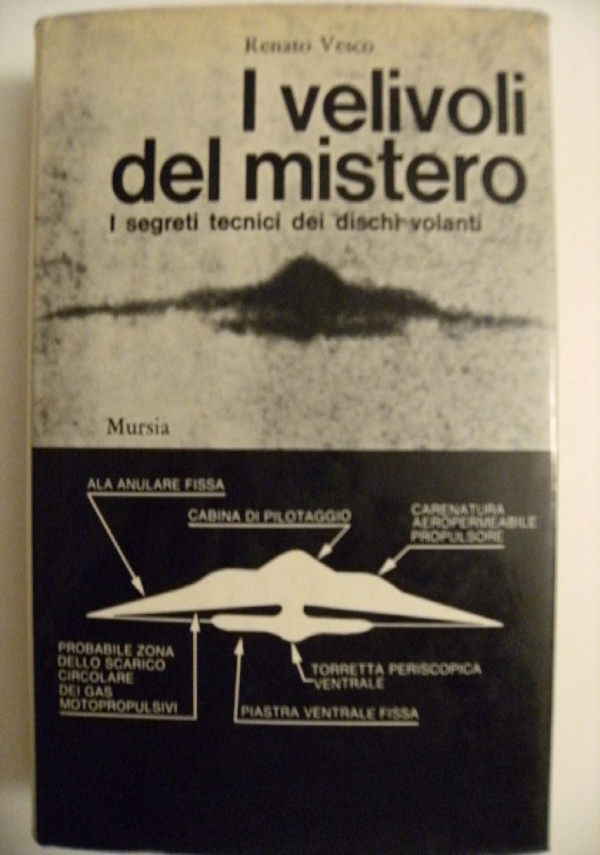 Renato Vesco
I velivoli
del mistero
I segreti tecnici dei dischi volanti
Mursia
ALA ANULARE FISSA
CABINA DI PILOTAGGIO
CARENATURA
AEROPERMEABILE
PROPULSORE
PROBABILE ZONA
DELLO SCARICO
CIRCOLARE
DEI GAS
MOTOPROPULSIVI
TORRETTA PERISCOPICA
VENTRALE
PIASTRA VENTRALE FISSA